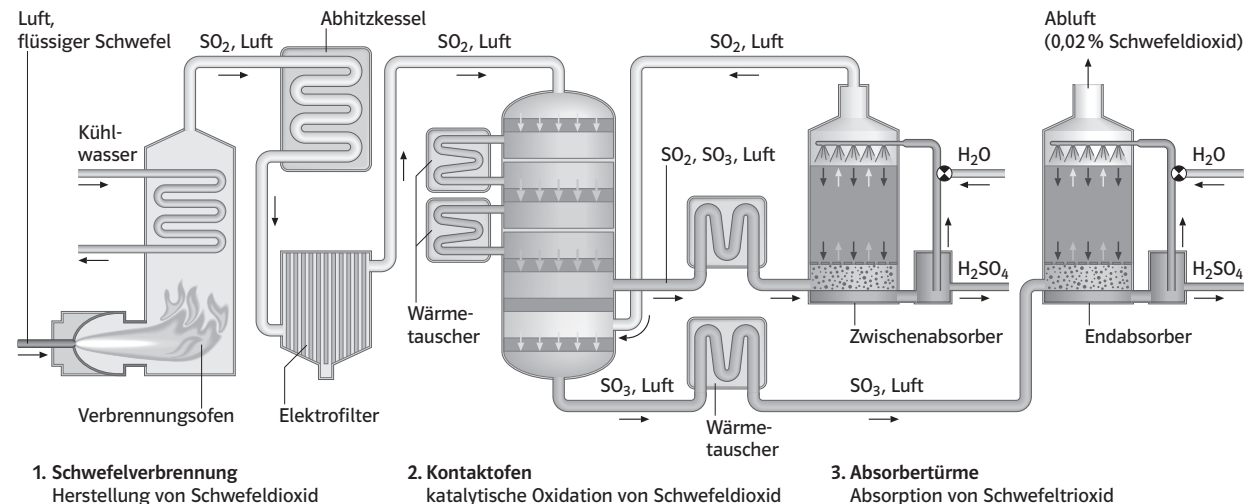 Luft,
flüssiger Schwefel
SO₂, Luft
Abhitzkessel
SO₂, Luft
SO₂, Luft
Abluft
(0,02 % Schwefeldioxid)
Kühl-
wasser
SO₂, SO₃, Luft
H₂O
H₂O
H₂SO₄
H₂SO₄
Wärme-
tauscher
Zwischenabsorber
Endabsorber
Verbrennungsofen
Elektrofilter
SO₃, Luft
SO₃, Luft
Wärme-
tauscher
1. Schwefelverbrennung
Herstellung von Schwefeldioxid
2. Kontaktofen
katalytische Oxidation von Schwefeldioxid
3. Absorbertürme
Absorption von Schwefeltrioxid